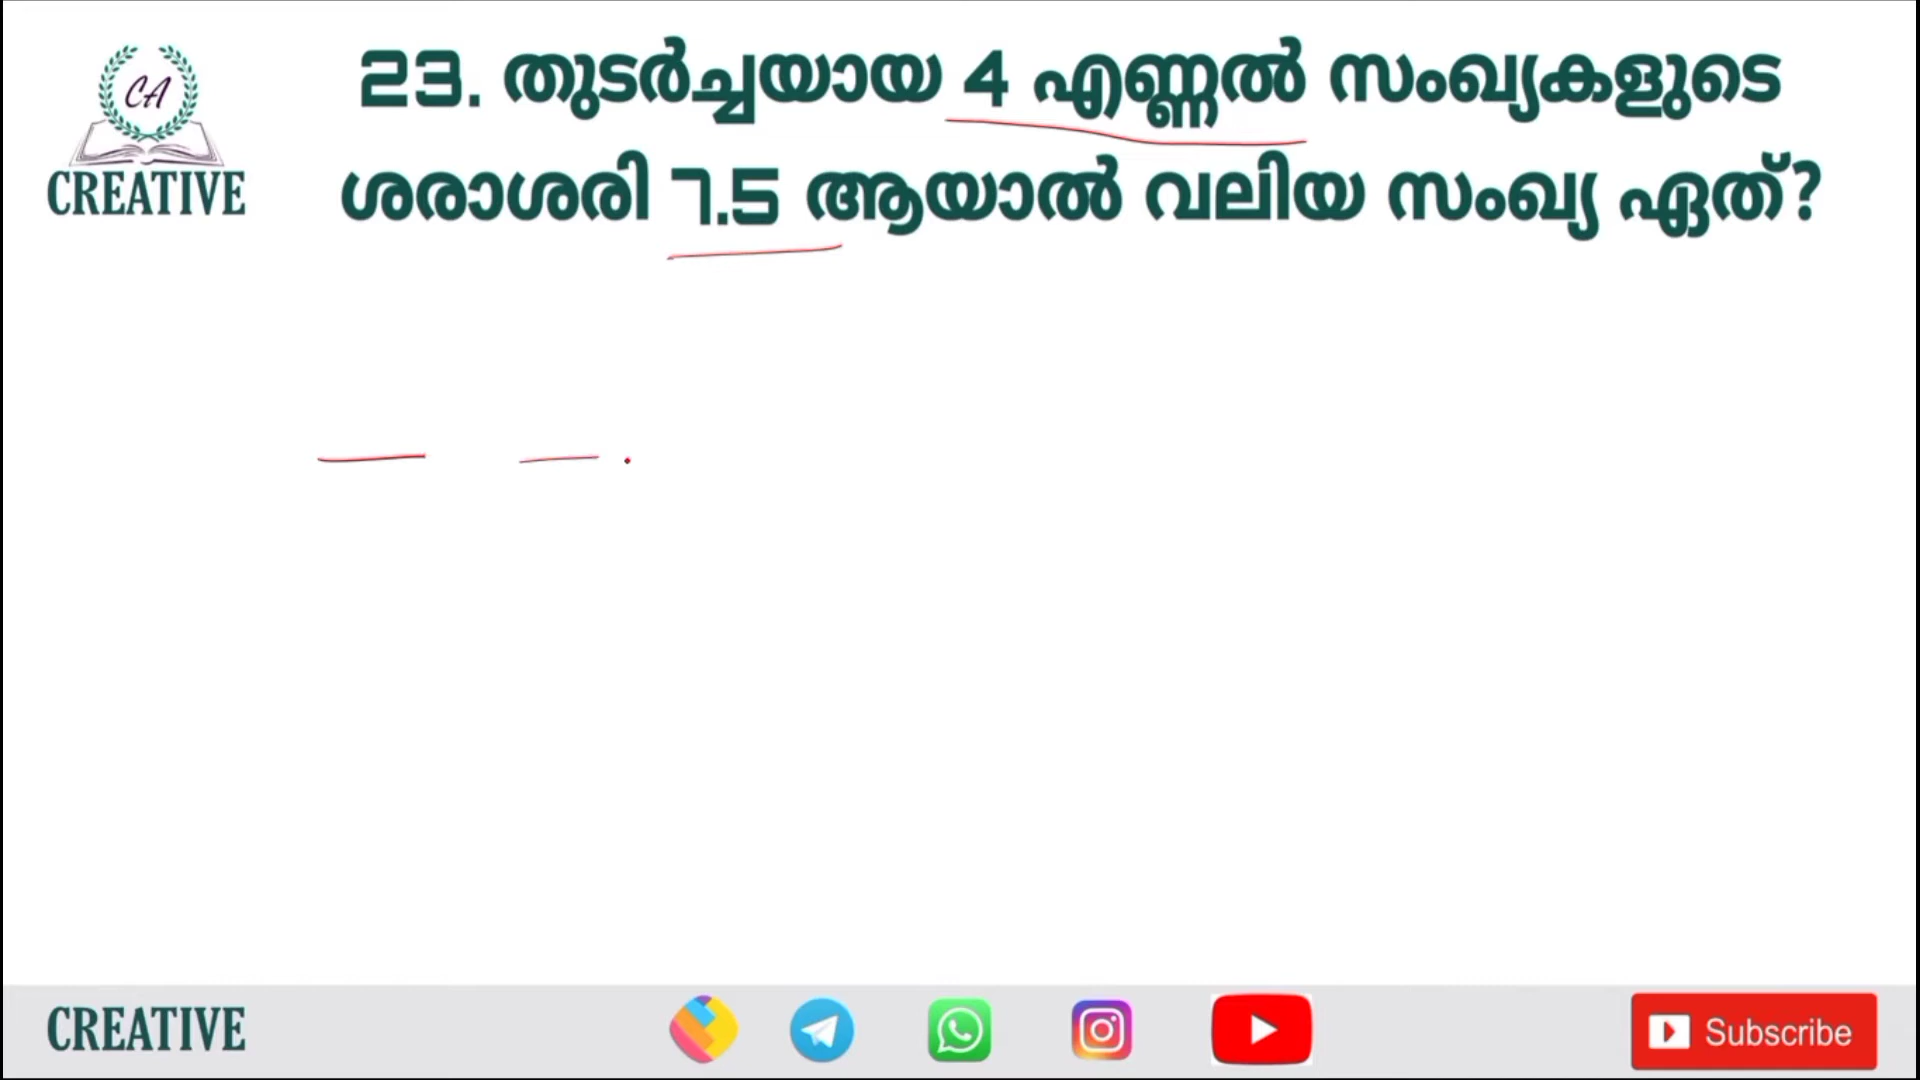 CA
CREATIVE
23. തുടർച്ചയായ 4 എണ്ണൽ സംഖ്യകളുടെ
ശരാശരി 7.5 ആയാൽ വലിയ സംഖ്യ ഏത്?
CREATIVE
Subscribe